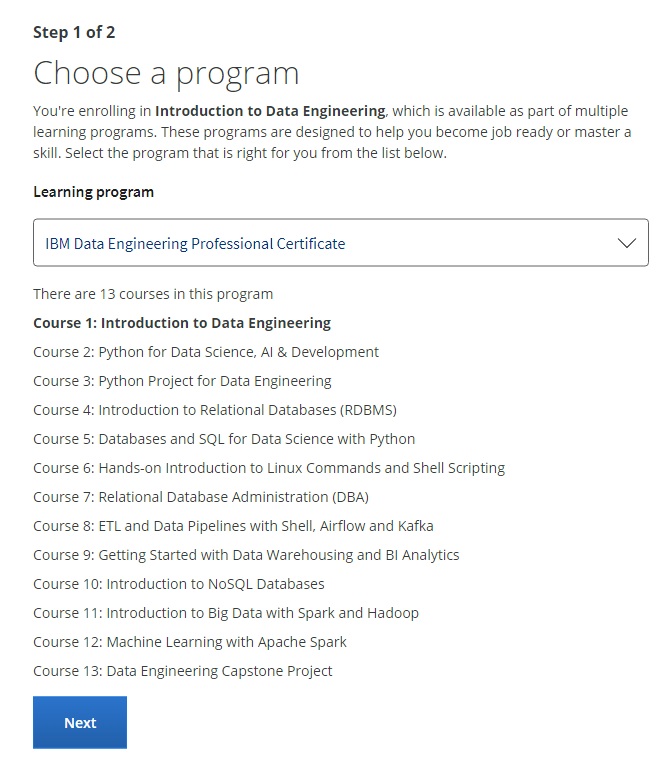 Step 1 of 2
Choose a program
You're enrolling in Introduction to Data Engineering, which is available as part of multiple
learning programs. These programs are designed to help you become job ready or master a
skill. Select the program that is right for you from the list below.
Learning program
IBM Data Engineering Professional Certificate
There are 13 courses in this program
Course 1: Introduction to Data Engineering
Course 2: Python for Data Science, AI & Development
Course 3: Python Project for Data Engineering
Course 4: Introduction to Relational Databases (RDBMS)
Course 5: Databases and SQL for Data Science with Python
Course 6: Hands-on Introduction to Linux Commands and Shell Scripting
Course 7: Relational Database Administration (DBA)
Course 8: ETL and Data Pipelines with Shell, Airflow and Kafka
Course 9: Getting Started with Data Warehousing and BI Analytics
Course 10: Introduction to NoSQL Databases
Course 11: Introduction to Big Data with Spark and Hadoop
Course 12: Machine Learning with Apache Spark
Course 13: Data Engineering Capstone Project
Next